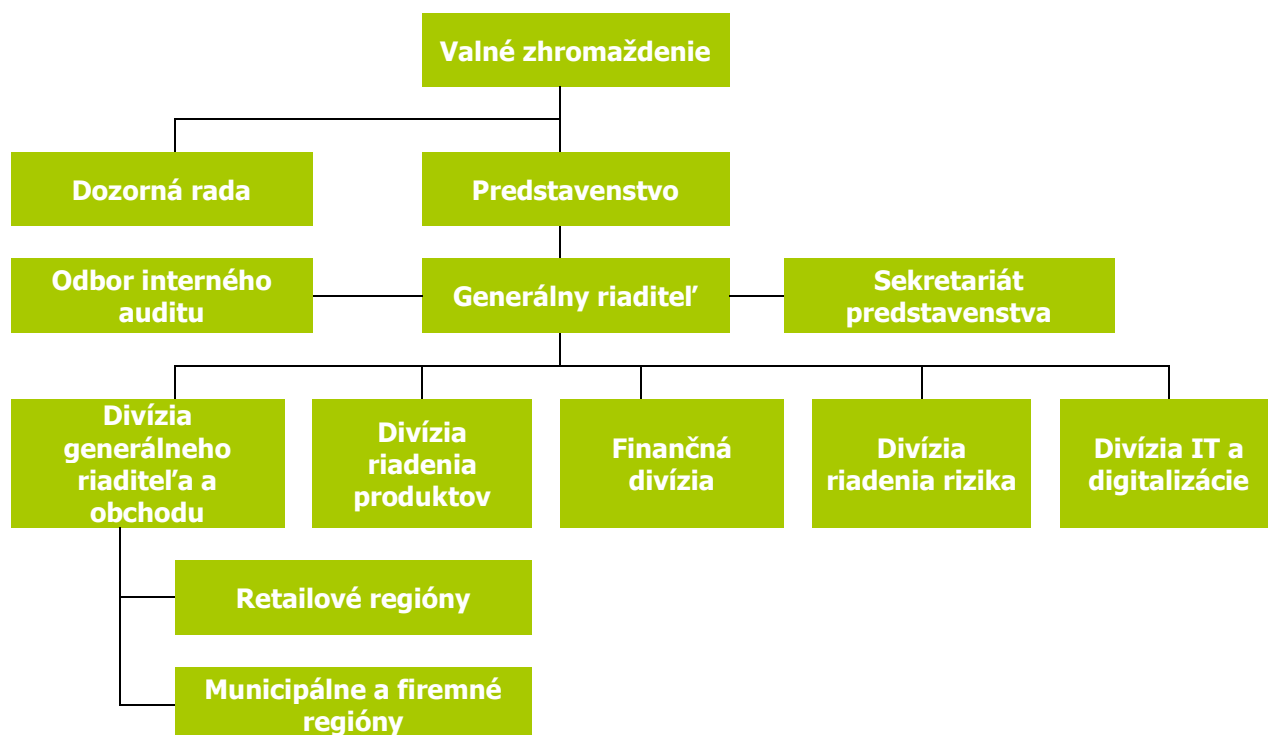 Valné zhromaždenie
Dozorná rada
Predstavenstvo
Odbor interného
auditu
Generálny riaditeľ
Sekretariát
predstavenstva
Divízia
generálneho
riaditeľa a
obchodu
Divízia
riadenia
produktov
Finančná
divízia
Divízia
riadenia rizika
Divízia IT a
digitalizácie
Retailové regióny
Municipálne a firemné
regióny